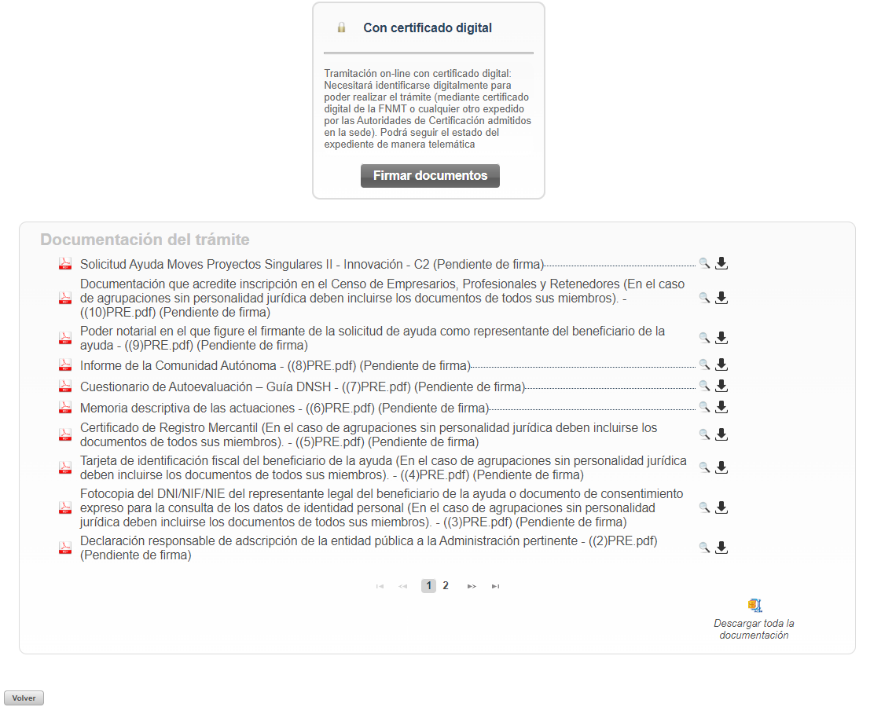 Con certificado digital
Tramitación on-line con certificado digital:
Necesitará identificarse digitalmente para
poder realizar el trámite (mediante certificado
digital de la FNMT o cualquier otro expedido
por las Autoridades de Certificación admitidos
en la sede). Podrá seguir el estado del
expediente de manera telemática
Firmar documentos
Documentación del trámite
Solicitud Ayuda Moves Proyectos Singulares II - Innovación - C2 (Pendiente de firma)
Documentación que acredite inscripción en el Censo de Empresarios, Profesionales y Retenedores (En el caso
de agrupaciones sin personalidad jurídica deben incluirse los documentos de todos sus miembros). -
((10)PRE.pdf) (Pendiente de firma)
Poder notarial en el que figure el firmante de la solicitud de ayuda como representante del beneficiario de la
ayuda - ((9)PRE.pdf) (Pendiente de firma)
Informe de la Comunidad Autónoma - ((8)PRE.pdf) (Pendiente de firma)
Cuestionario de Autoevaluación – Guía DNSH - ((7)PRE.pdf) (Pendiente de firma)
Memoria descriptiva de las actuaciones - ((6)PRE.pdf) (Pendiente de firma)
Certificado de Registro Mercantil (En el caso de agrupaciones sin personalidad jurídica deben incluirse los
documentos de todos sus miembros). - ((5)PRE.pdf) (Pendiente de firma)
Tarjeta de identificación fiscal del beneficiario de la ayuda (En el caso de agrupaciones sin personalidad jurídica
deben incluirse los documentos de todos sus miembros). - ((4)PRE.pdf) (Pendiente de firma)
Fotocopia del DNI/NIF/NIE del representante legal del beneficiario de la ayuda o documento de consentimiento
expreso para la consulta de los datos de identidad personal (En el caso de agrupaciones sin personalidad
jurídica deben incluirse los documentos de todos sus miembros). - ((3)PRE.pdf) (Pendiente de firma)
Declaración responsable de adscripción de la entidad pública a la Administración pertinente - ((2)PRE.pdf)
(Pendiente de firma)
1 2
Descargar toda la
documentación
Volver